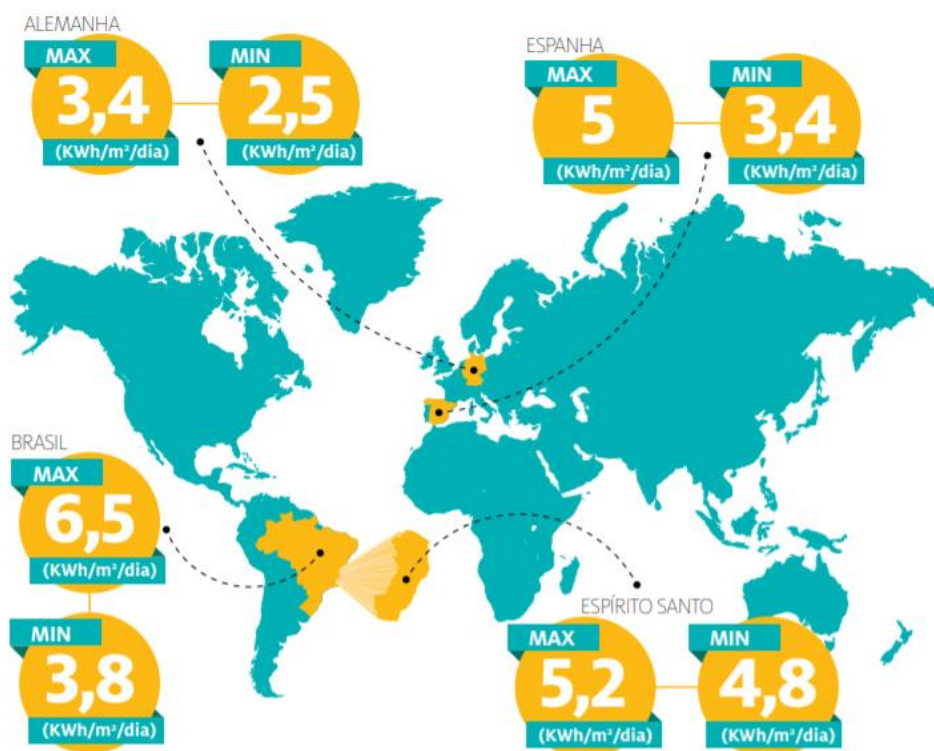 ALEMANHA
MAX
3,4
(KWh/m²/dia)
MIN
2,5
(KWh/m²/dia)
ESPANHA
MAX
5
(KWh/m²/dia)
MIN
3,4
(KWh/m²/dia)
BRASIL
MAX
6,5
(KWh/m²/dia)
MIN
3,8
(KWh/m²/dia)
ESPÍRITO SANTO
MAX
5,2
(KWh/m²/dia)
MIN
4,8
(KWh/m²/dia)